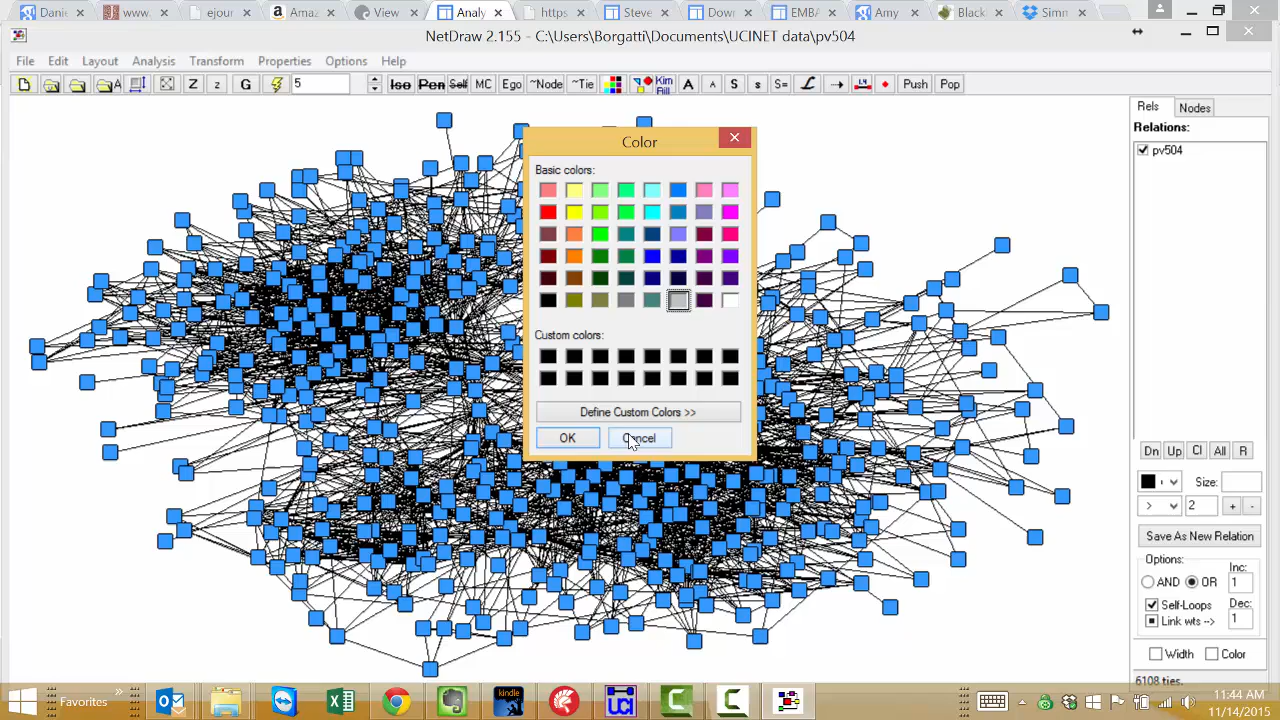 Danie
www.
ejour
Amaz
View
Analy
https
Steve
Dow
EMBA
Amy
Black
Simn
NetDraw 2.155 - C:\Users\Borgatti\Documents\UCINET data\pv504
File Edit Layout Analysis Transform Properties Options Help
A Z z G 5 Iso Pen Self MC Ego ~Node ~Tie Kim Fill A A S s S= L Push Pop
Rels Nodes
Relations:
pv504
Color
Basic colors:
Custom colors:
Define Custom Colors >>
OK Cancel
Dn Up Cl All R
Size:
> 2 + -
Save As New Relation
Options: Inc:
AND OR 1
Self-Loops Dec:
Link wts --> 1
Width Color
6108 ties.
Favorites
kindle
UCI
11:44 AM
11/14/2015